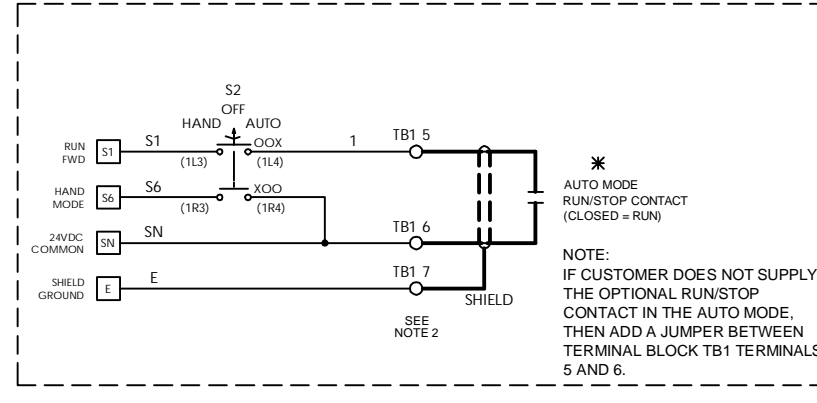 S2
OFF
HAND AUTO
RUN FWD S1 S1 OOX 1 TB1 5
(1L3) (1L4)
HAND MODE S6 S6 XOO
(1R3) (1R4)
24VDC COMMON SN SN TB1 6
SHIELD GROUND E E TB1 7
SHIELD
SEE
NOTE 2
AUTO MODE
RUN/STOP CONTACT
(CLOSED = RUN)
NOTE:
IF CUSTOMER DOES NOT SUPPLY
THE OPTIONAL RUN/STOP
CONTACT IN THE AUTO MODE,
THEN ADD A JUMPER BETWEEN
TERMINAL BLOCK TB1 TERMINALS
5 AND 6.